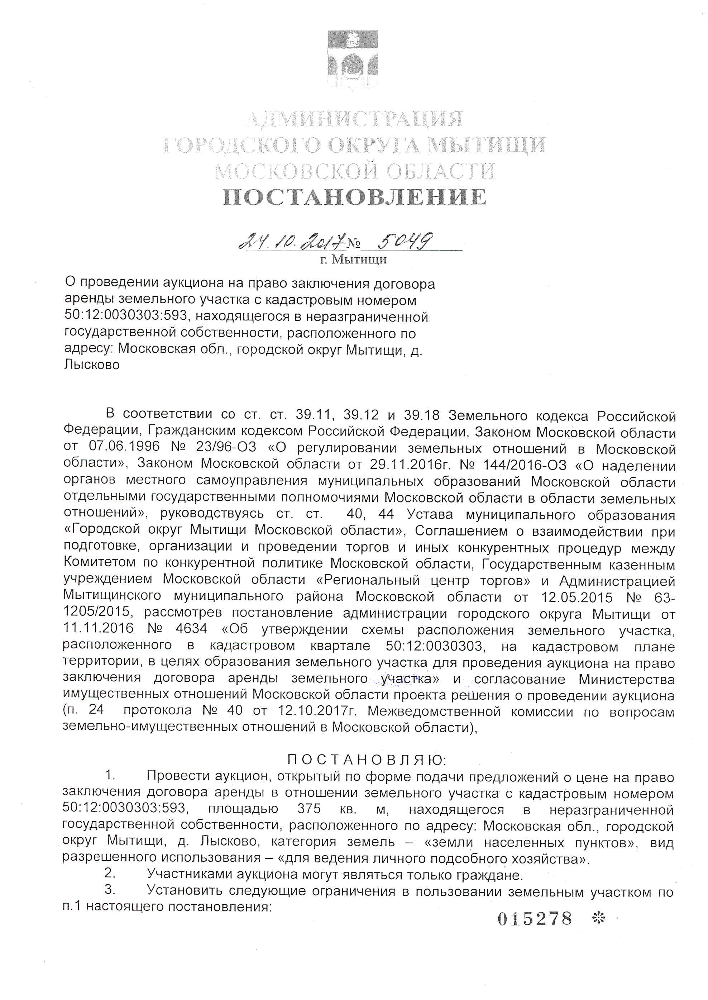 АДМИНИСТРАЦИЯ
ГОРОДСКОГО ОКРУГА МЫТИЩИ
МОСКОВСКОЙ ОБЛАСТИ
ПОСТАНОВЛЕНИЕ
24.10.2017 № 5049
г. Мытищи
О проведении аукциона на право заключения договора
аренды земельного участка с кадастровым номером
50:12:0030303:593, находящегося в неразграниченной
государственной собственности, расположенного по
адресу: Московская обл., городской округ Мытищи, д.
Лысково
В соответствии со ст. ст. 39.11, 39.12 и 39.18 Земельного кодекса Российской
Федерации, Гражданским кодексом Российской Федерации, Законом Московской области
от 07.06.1996 № 23/96-ОЗ «О регулировании земельных отношений в Московской
области», Законом Московской области от 29.11.2016г. № 144/2016-ОЗ «О наделении
органов местного самоуправления муниципальных образований Московской области
отдельными государственными полномочиями Московской области в области земельных
отношений», руководствуясь ст. ст. 40, 44 Устава муниципального образования
«Городской округ Мытищи Московской области», Соглашением о взаимодействии при
подготовке, организации и проведении торгов и иных конкурентных процедур между
Комитетом по конкурентной политике Московской области, Государственным казенным
учреждением Московской области «Региональный центр торгов» и Администрацией
Мытищинского муниципального района Московской области от 12.05.2015 № 63-
1205/2015, рассмотрев постановление администрации городского округа Мытищи от
11.11.2016 № 4634 «Об утверждении схемы расположения земельного участка,
расположенного в кадастровом квартале 50:12:0030303, на кадастровом плане
территории, в целях образования земельного участка для проведения аукциона на право
заключения договора аренды земельного участка» и согласование Министерства
имущественных отношений Московской области проекта решения о проведении аукциона
(п. 24 протокола № 40 от 12.10.2017г. Межведомственной комиссии по вопросам
земельно-имущественных отношений в Московской области),
П О С Т А Н О В Л Я Ю:
1. Провести аукцион, открытый по форме подачи предложений о цене на право
заключения договора аренды в отношении земельного участка с кадастровым номером
50:12:0030303:593, площадью 375 кв. м, находящегося в неразграниченной
государственной собственности, расположенного по адресу: Московская обл., городской
округ Мытищи, д. Лысково, категория земель – «земли населенных пунктов», вид
разрешенного использования – «для ведения личного подсобного хозяйства».
2. Участниками аукциона могут являться только граждане.
3. Установить следующие ограничения в пользовании земельным участком по
п.1 настоящего постановления:
015278 ❊